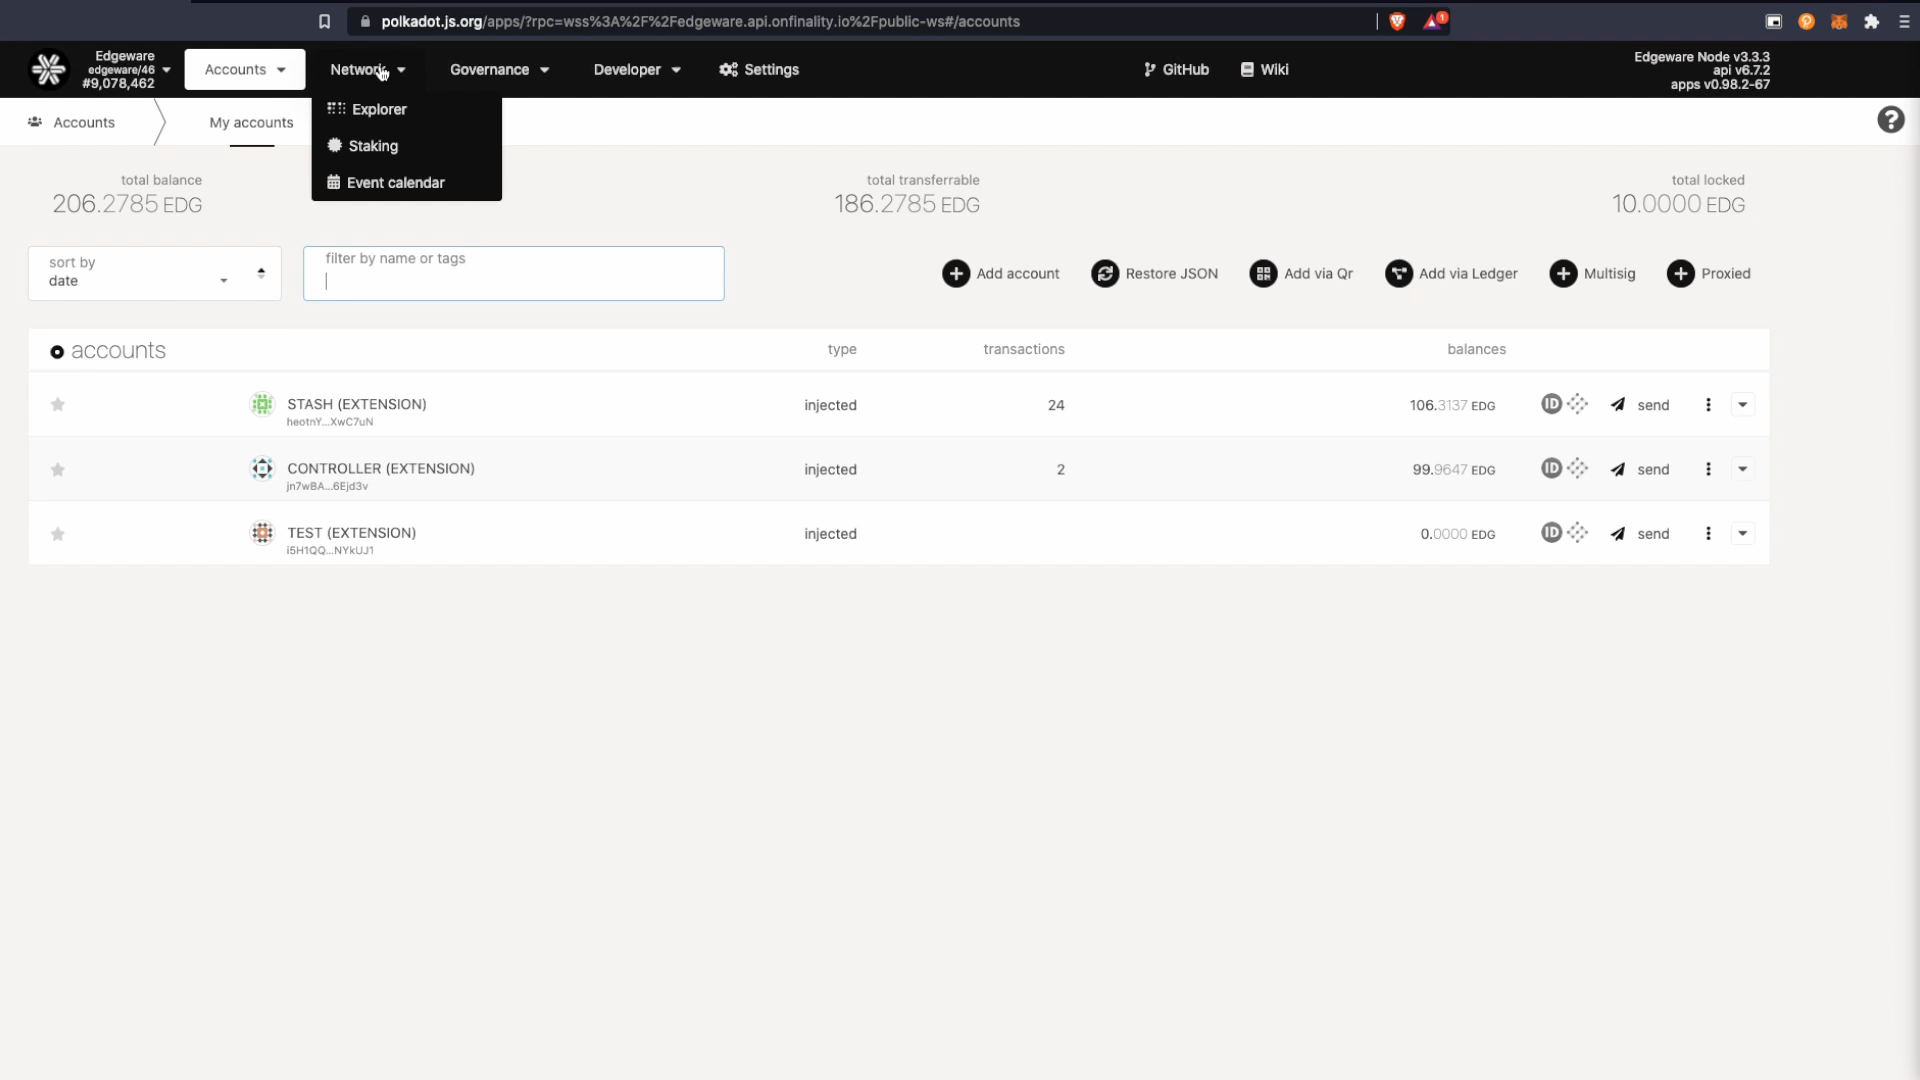 polkadot.js.org/apps/?rpc=wss%3A%2F%2Fedgeware.api.onfinality.io%2Fpublic-ws#/accounts
1
Edgeware
edgeware/46
#9,078,462
Accounts
Network
Governance
Developer
Settings
GitHub
Wiki
Edgeware Node v3.3.3
api v6.7.2
apps v0.98.2-67
Explorer
Staking
Event calendar
Accounts
My accounts
?
total balance
206.2785 EDG
total transferrable
186.2785 EDG
total locked
10.0000 EDG
sort by
date
filter by name or tags
Add account
Restore JSON
Add via Qr
Add via Ledger
Multisig
Proxied
accounts type transactions balances
STASH (EXTENSION) injected 24 106.3137 EDG ID send
heotnY...XwC7uN
CONTROLLER (EXTENSION) injected 2 99.9647 EDG ID send
jn7wBA...6Ejd3v
TEST (EXTENSION) injected 0.0000 EDG ID send
i5H1QQ...NYkUJ1